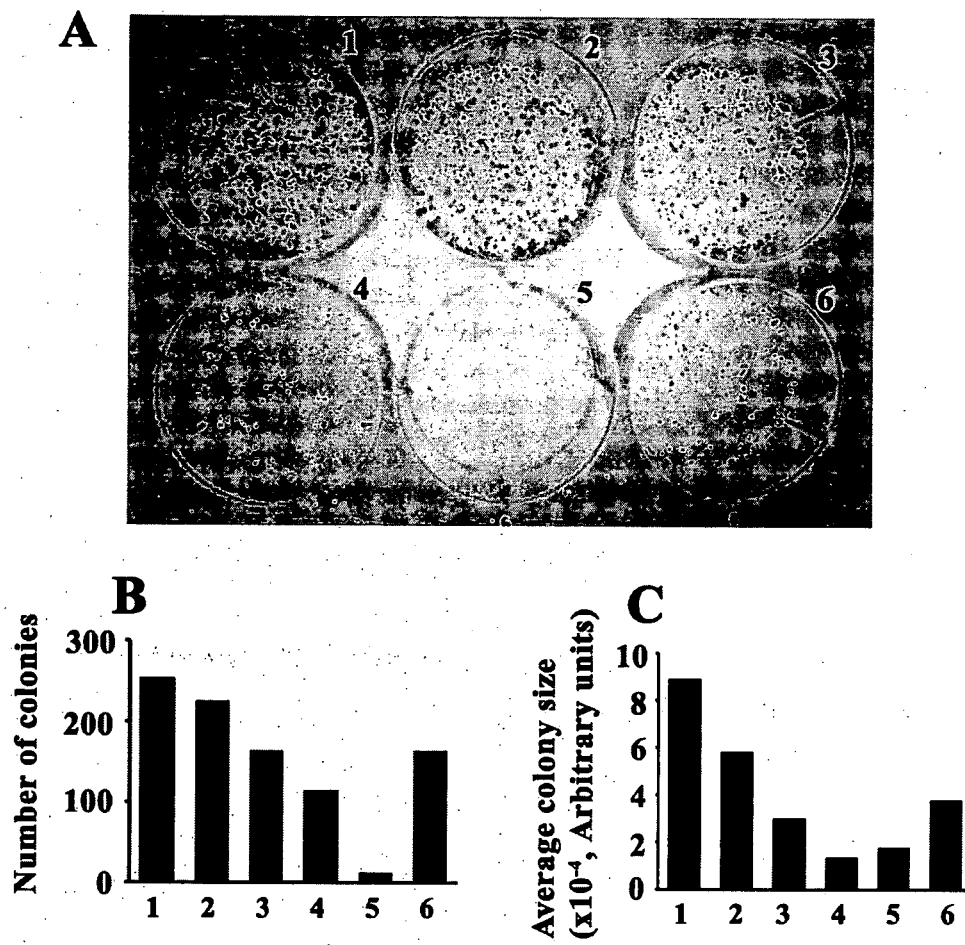 A
1 2 3
4 5 6
B
Number of colonies
300
200
100
0
1 2 3 4 5 6
C
Average colony size
(x10-4, Arbitrary units)
10
8
6
4
2
0
1 2 3 4 5 6